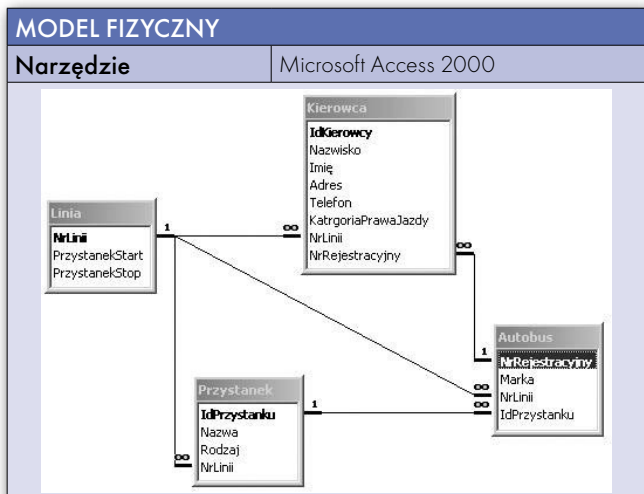 MODEL FIZYCZNY
Narzędzie Microsoft Access 2000
Kierowca
IdKierowcy
Nazwisko
Imię
Adres
Telefon
KatrgoriaPrawaJazdy
NrLinii
NrRejestracyjny
Linia
NrLinii
PrzystanekStart
PrzystanekStop
1
∞
∞
Autobus
NrRejestracyjny
Marka
NrLinii
IdPrzystanku
1
∞
∞
Przystanek
IdPrzystanku
Nazwa
Rodzaj
NrLinii
1
∞